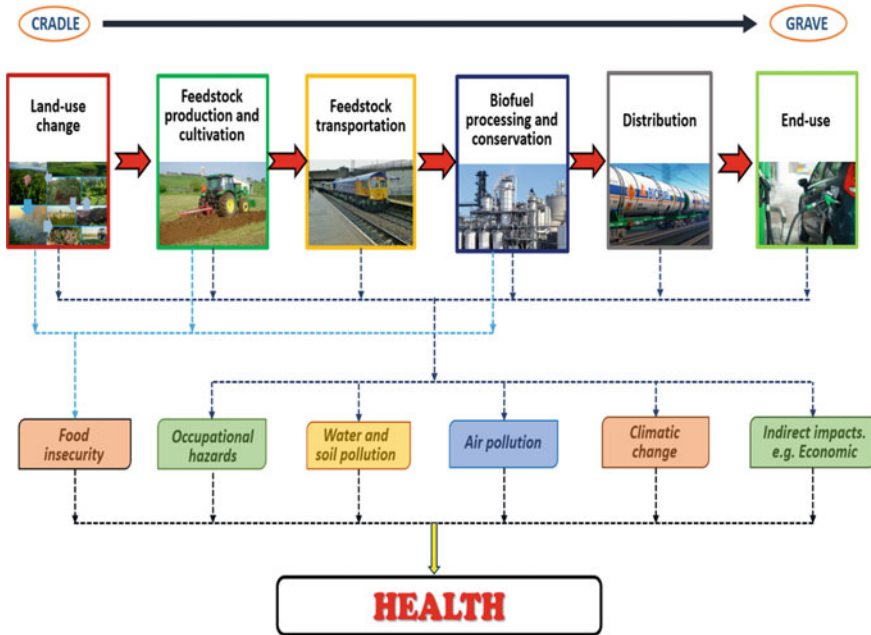 CRADLE
GRAVE
Land-use
change
Feedstock
production and
cultivation
Feedstock
transportation
Biofuel
processing and
conservation
Distribution
End-use
Food
insecurity
Occupational
hazards
Water and
soil pollution
Air pollution
Climatic
change
Indirect impacts.
e.g. Economic
HEALTH